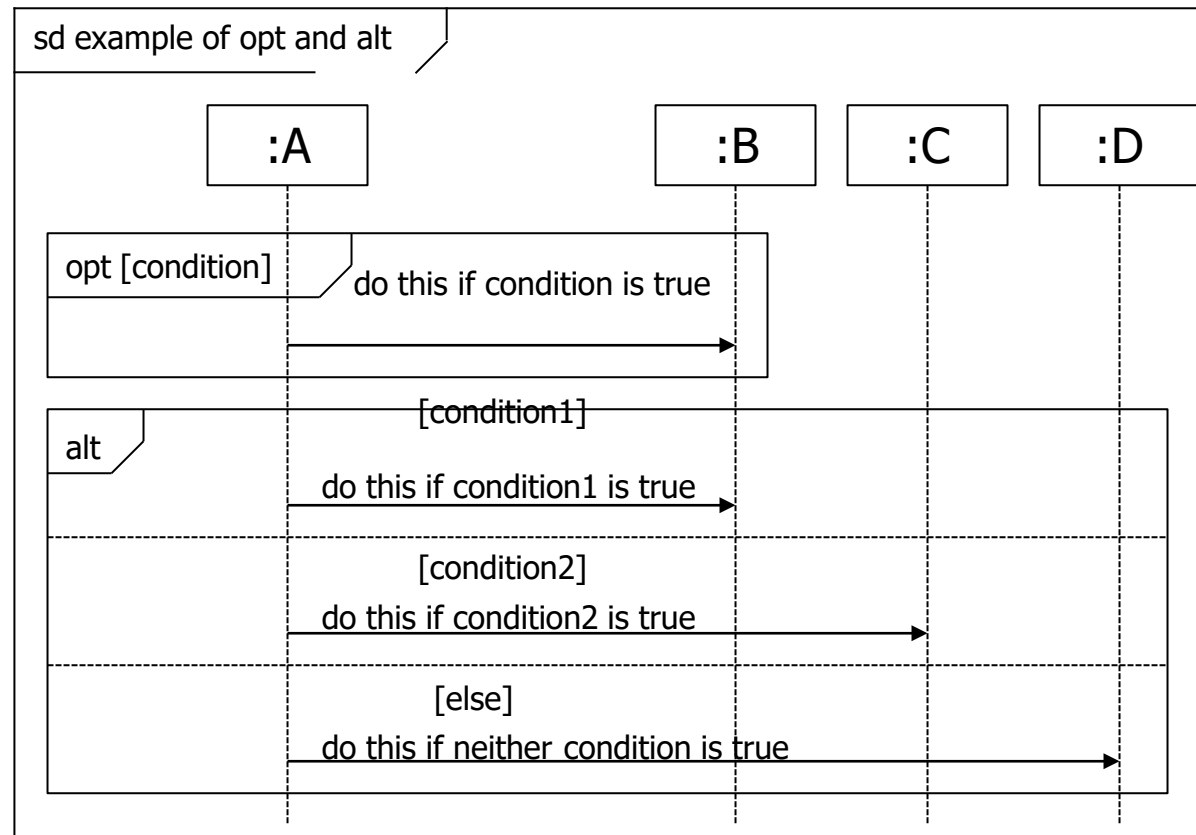 sd example of opt and alt
:A
:B
:C
:D
opt [condition]
do this if condition is true
[condition1]
alt
do this if condition1 is true
[condition2]
do this if condition2 is true
[else]
do this if neither condition is true